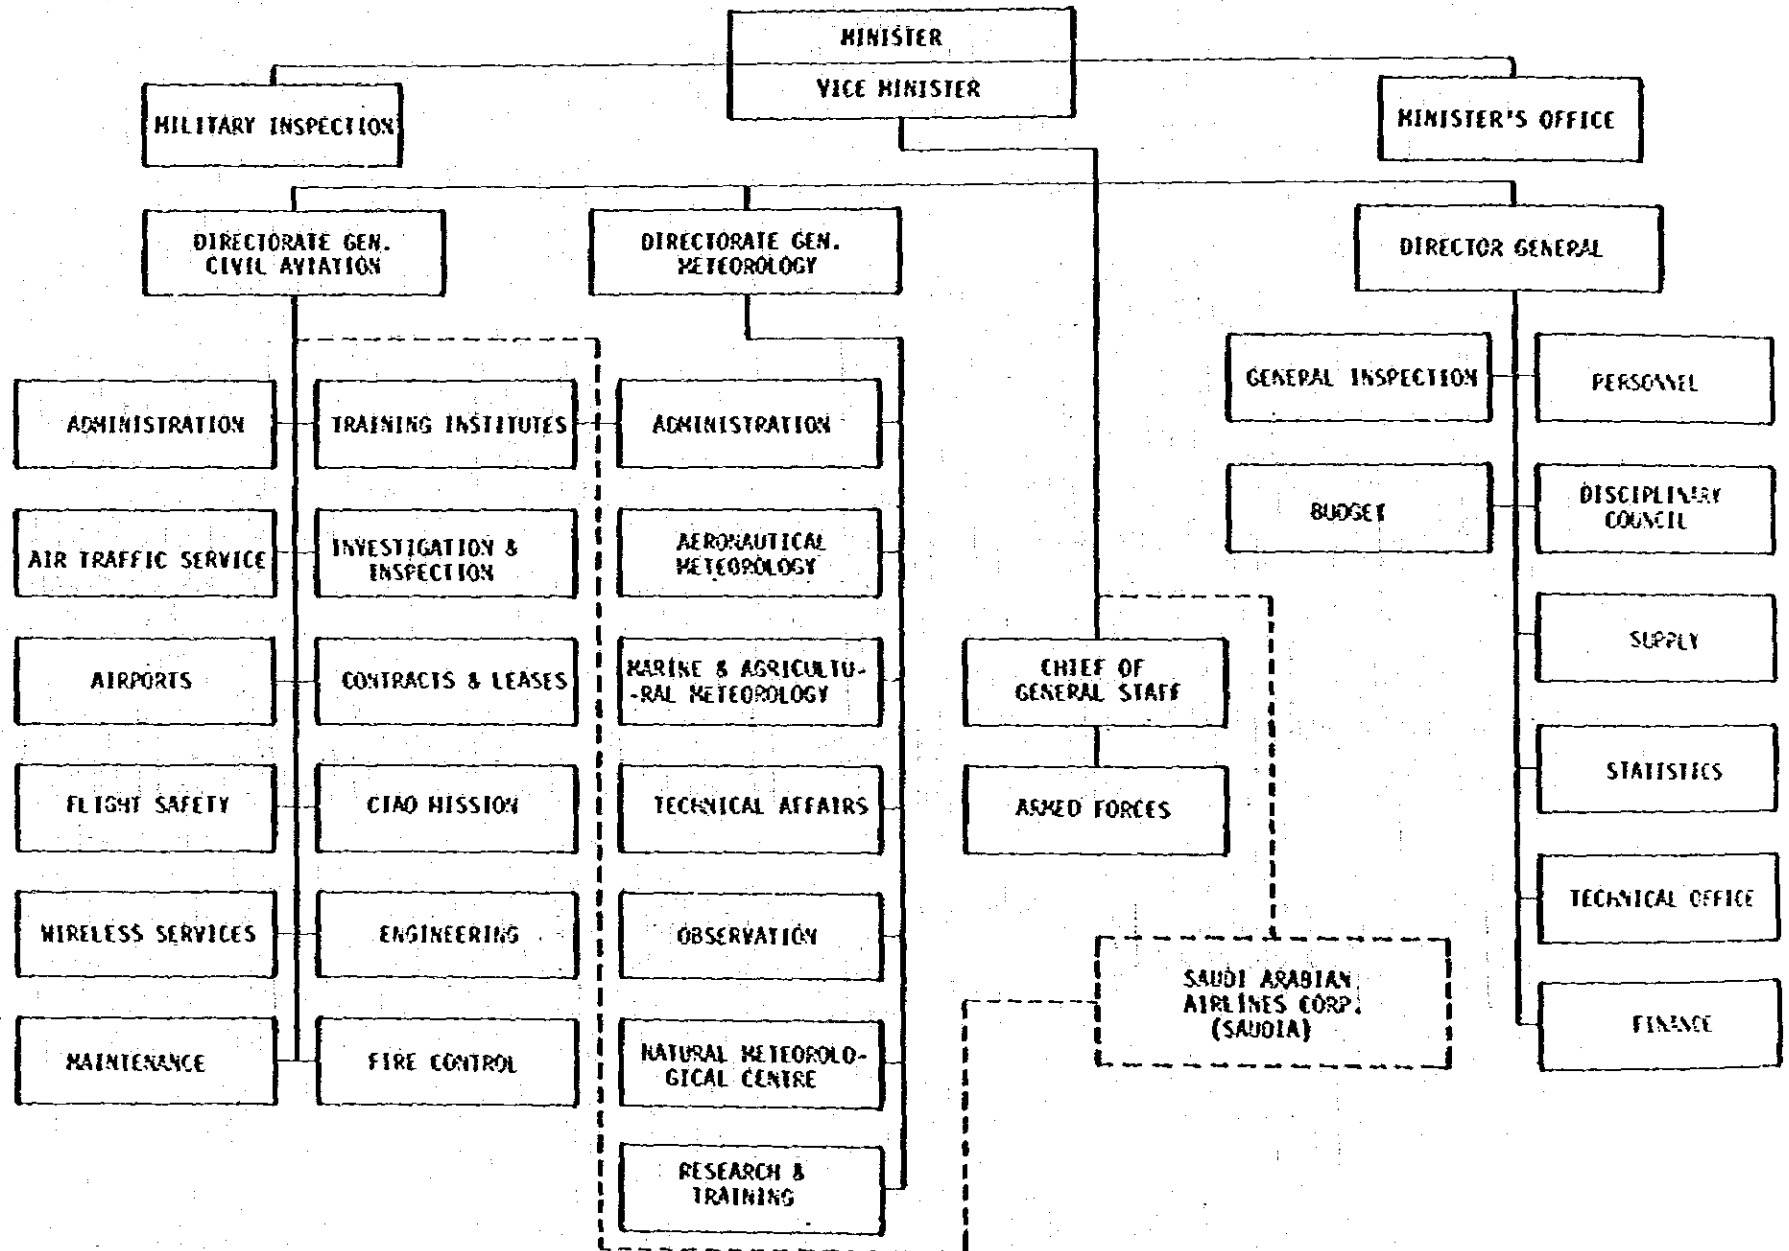 MINISTER
VICE MINISTER
MILITARY INSPECTION
MINISTER'S OFFICE
DIRECTORATE GEN.
CIVIL AVIATION
DIRECTORATE GEN.
METEOROLOGY
DIRECTOR GENERAL
GENERAL INSPECTION
PERSONNEL
ADMINISTRATION
TRAINING INSTITUTES
ADMINISTRATION
BUDGET
DISCIPLINARY
COUNCIL
AIR TRAFFIC SERVICE
INVESTIGATION &
INSPECTION
AERONAUTICAL
METEOROLOGY
SUPPLY
AIRPORTS
CONTRACTS & LEASES
MARINE & AGRICULTU-
-RAL METEOROLOGY
CHIEF OF
GENERAL STAFF
STATISTICS
FLIGHT SAFETY
CIAO MISSION
TECHNICAL AFFAIRS
ARMED FORCES
TECHNICAL OFFICE
WIRELESS SERVICES
ENGINEERING
OBSERVATION
SAUDI ARABIAN
AIRLINES CORP.
(SAUDIA)
FINANCE
MAINTENANCE
FIRE CONTROL
NATURAL METEOROLO-
GICAL CENTRE
RESEARCH &
TRAINING